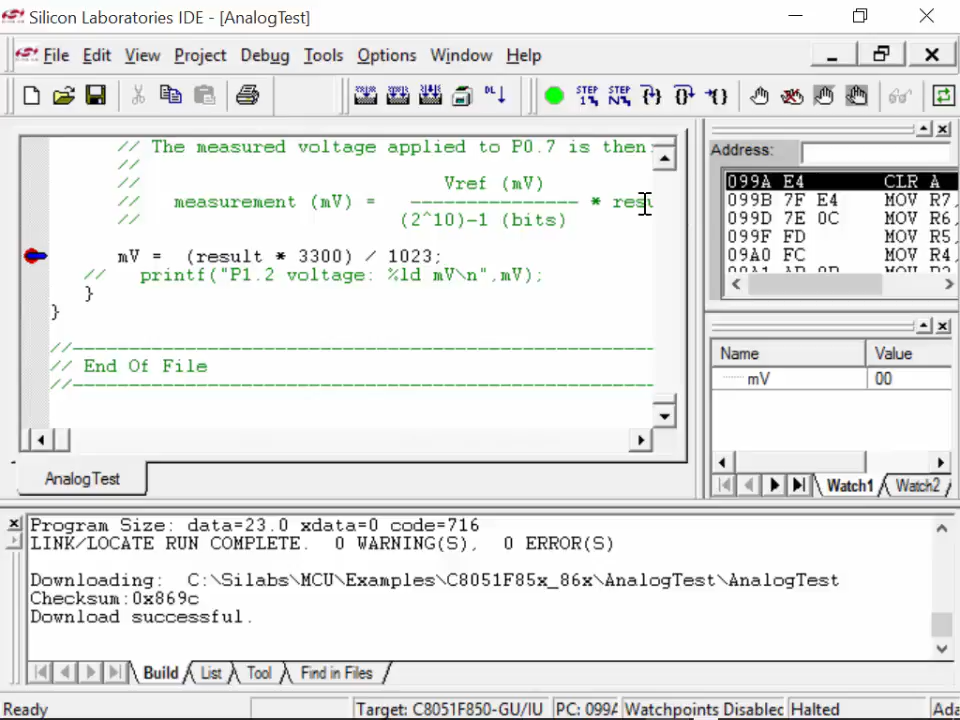 Silicon Laboratories IDE - [AnalogTest]
File Edit View Project Debug Tools Options Window Help
DL STEP 1 STEP N
// The measured voltage applied to P0.7 is then:
//
// Vref (mV)
// measurement (mV) = --------------- * resu
// (2^10)-1 (bits)
mV = (result * 3300) / 1023;
// printf("P1.2 voltage: %ld mV\n",mV);
}
}
//-----------------------------------------------------
// End Of File
//-----------------------------------------------------
AnalogTest
Address:
099A E4 CLR A
099B 7F E4 MOV R7,
099D 7E 0C MOV R6,
099F FD MOV R5,
09A0 FC MOV R4,
Name Value
mV 00
Watch1 Watch2
Program Size: data=23.0 xdata=0 code=716
LINK/LOCATE RUN COMPLETE. 0 WARNING(S), 0 ERROR(S)
Downloading: C:\Silabs\MCU\Examples\C8051F85x_86x\AnalogTest\AnalogTest
Checksum:0x869c
Download successful.
Build List Tool Find in Files
Ready Target: C8051F850-GU/IU PC: 099A Watchpoints Disabled Halted Ada